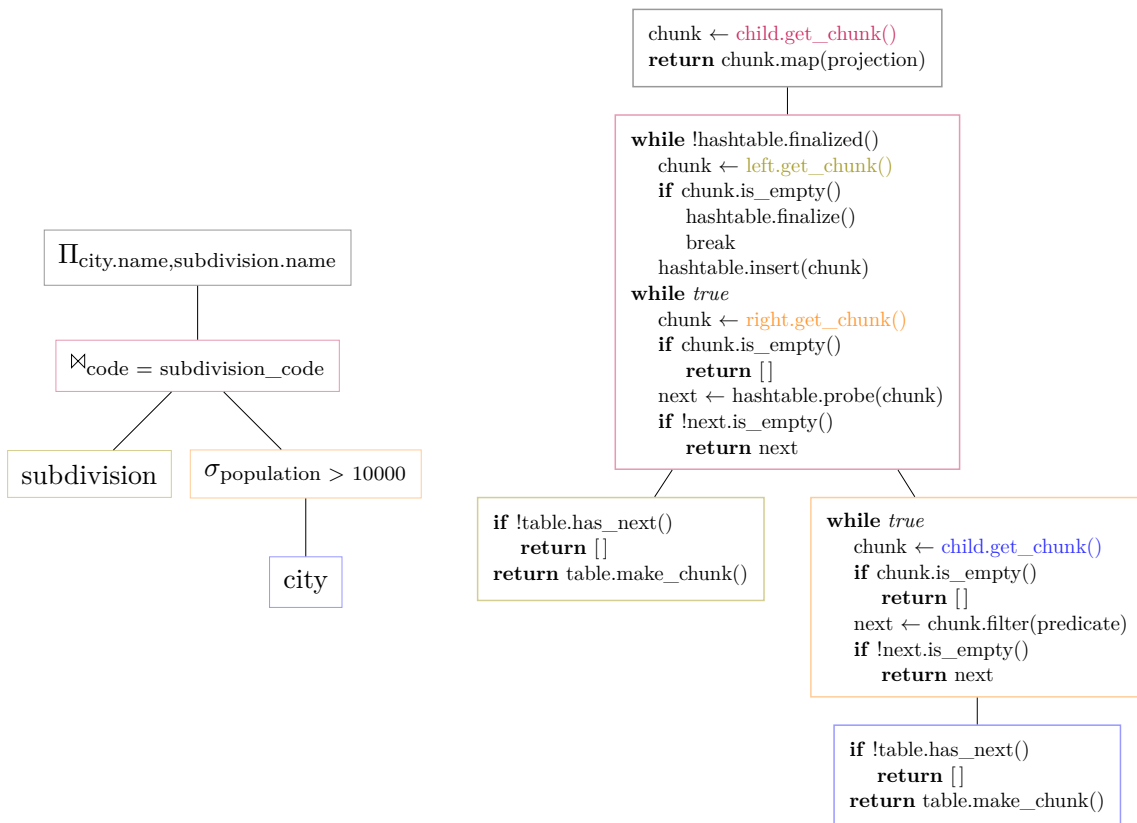 Π city.name,subdivision.name
⋈ code = subdivision_code
subdivision
σ population > 10000
city
chunk ← child.get_chunk()
return chunk.map(projection)
while !hashtable.finalized()
chunk ← left.get_chunk()
if chunk.is_empty()
hashtable.finalize()
break
hashtable.insert(chunk)
while true
chunk ← right.get_chunk()
if chunk.is_empty()
return []
next ← hashtable.probe(chunk)
if !next.is_empty()
return next
if !table.has_next()
return []
return table.make_chunk()
while true
chunk ← child.get_chunk()
if chunk.is_empty()
return []
next ← chunk.filter(predicate)
if !next.is_empty()
return next
if !table.has_next()
return []
return table.make_chunk()